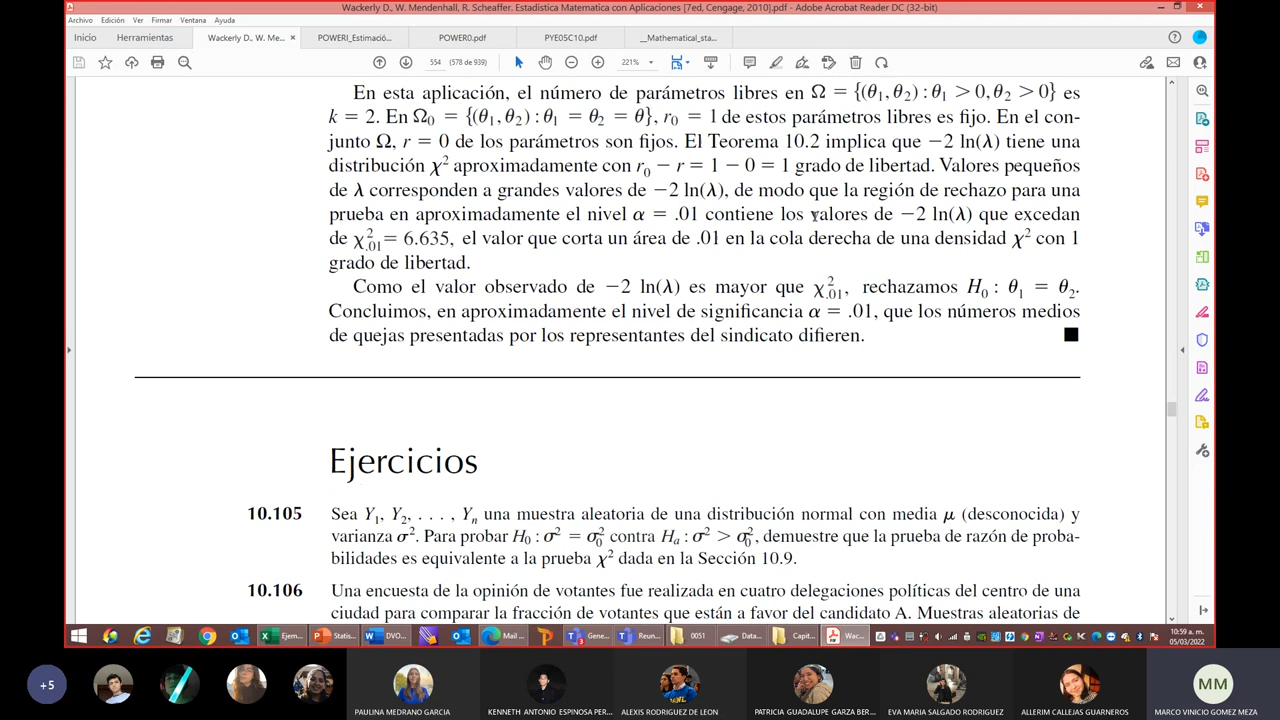 Wackerly D., W. Mendenhall, R. Scheaffer. Estadística Matematica con Aplicaciones [7ed, Cengage, 2010].pdf - Adobe Acrobat Reader DC (32-bit)
Archivo Edición Ver Firmar Ventana Ayuda
Inicio Herramientas Wackerly D., W. Me... × POWERI_Estimació... POWER0.pdf PYE05C10.pdf __Mathematical_sta...
554 (578 de 939) 221%
En esta aplicación, el número de parámetros libres en Ω = {(θ₁, θ₂) : θ₁ > 0, θ₂ > 0} es
k = 2. En Ω₀ = {(θ₁, θ₂) : θ₁ = θ₂ = θ}, r₀ = 1 de estos parámetros libres es fijo. En el con-
junto Ω, r = 0 de los parámetros son fijos. El Teorema 10.2 implica que −2 ln(λ) tiene una
distribución χ² aproximadamente con r₀ − r = 1 − 0 = 1 grado de libertad. Valores pequeños
de λ corresponden a grandes valores de −2 ln(λ), de modo que la región de rechazo para una
prueba en aproximadamente el nivel α = .01 contiene los valores de −2 ln(λ) que excedan
de χ².₀₁ = 6.635, el valor que corta un área de .01 en la cola derecha de una densidad χ² con 1
grado de libertad.
Como el valor observado de −2 ln(λ) es mayor que χ².₀₁, rechazamos H₀ : θ₁ = θ₂.
Concluimos, en aproximadamente el nivel de significancia α = .01, que los números medios
de quejas presentadas por los representantes del sindicato difieren. ■
Ejercicios
10.105 Sea Y₁, Y₂, . . . , Yₙ una muestra aleatoria de una distribución normal con media μ (desconocida) y
varianza σ². Para probar H₀ : σ² = σ₀² contra Hₐ : σ² > σ₀², demuestre que la prueba de razón de proba-
bilidades es equivalente a la prueba χ² dada en la Sección 10.9.
10.106 Una encuesta de la opinión de votantes fue realizada en cuatro delegaciones políticas del centro de una
ciudad para comparar la fracción de votantes que están a favor del candidato A. Muestras aleatorias de
Ejem... Statis... DVO... Mail ... Gene... Reun... 0051 Data... Capit... Wac... 10:59 a. m.
05/03/2022
+5 MM
PAULINA MEDRANO GARCIA KENNETH ANTONIO ESPINOSA PER... ALEXIS RODRIGUEZ DE LEON PATRICIA GUADALUPE GARZA BER... EVA MARIA SALGADO RODRIGUEZ ALLERIM CALLEJAS GUARNEROS MARCO VINICIO GOMEZ MEZA